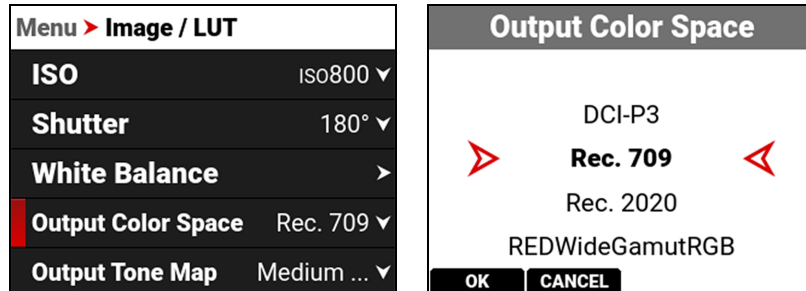 Menu > Image / LUT
ISO ISO800
Shutter 180°
White Balance
Output Color Space Rec. 709
Output Tone Map Medium ...
Output Color Space
DCI-P3
Rec. 709
Rec. 2020
REDWideGamutRGB
OK CANCEL